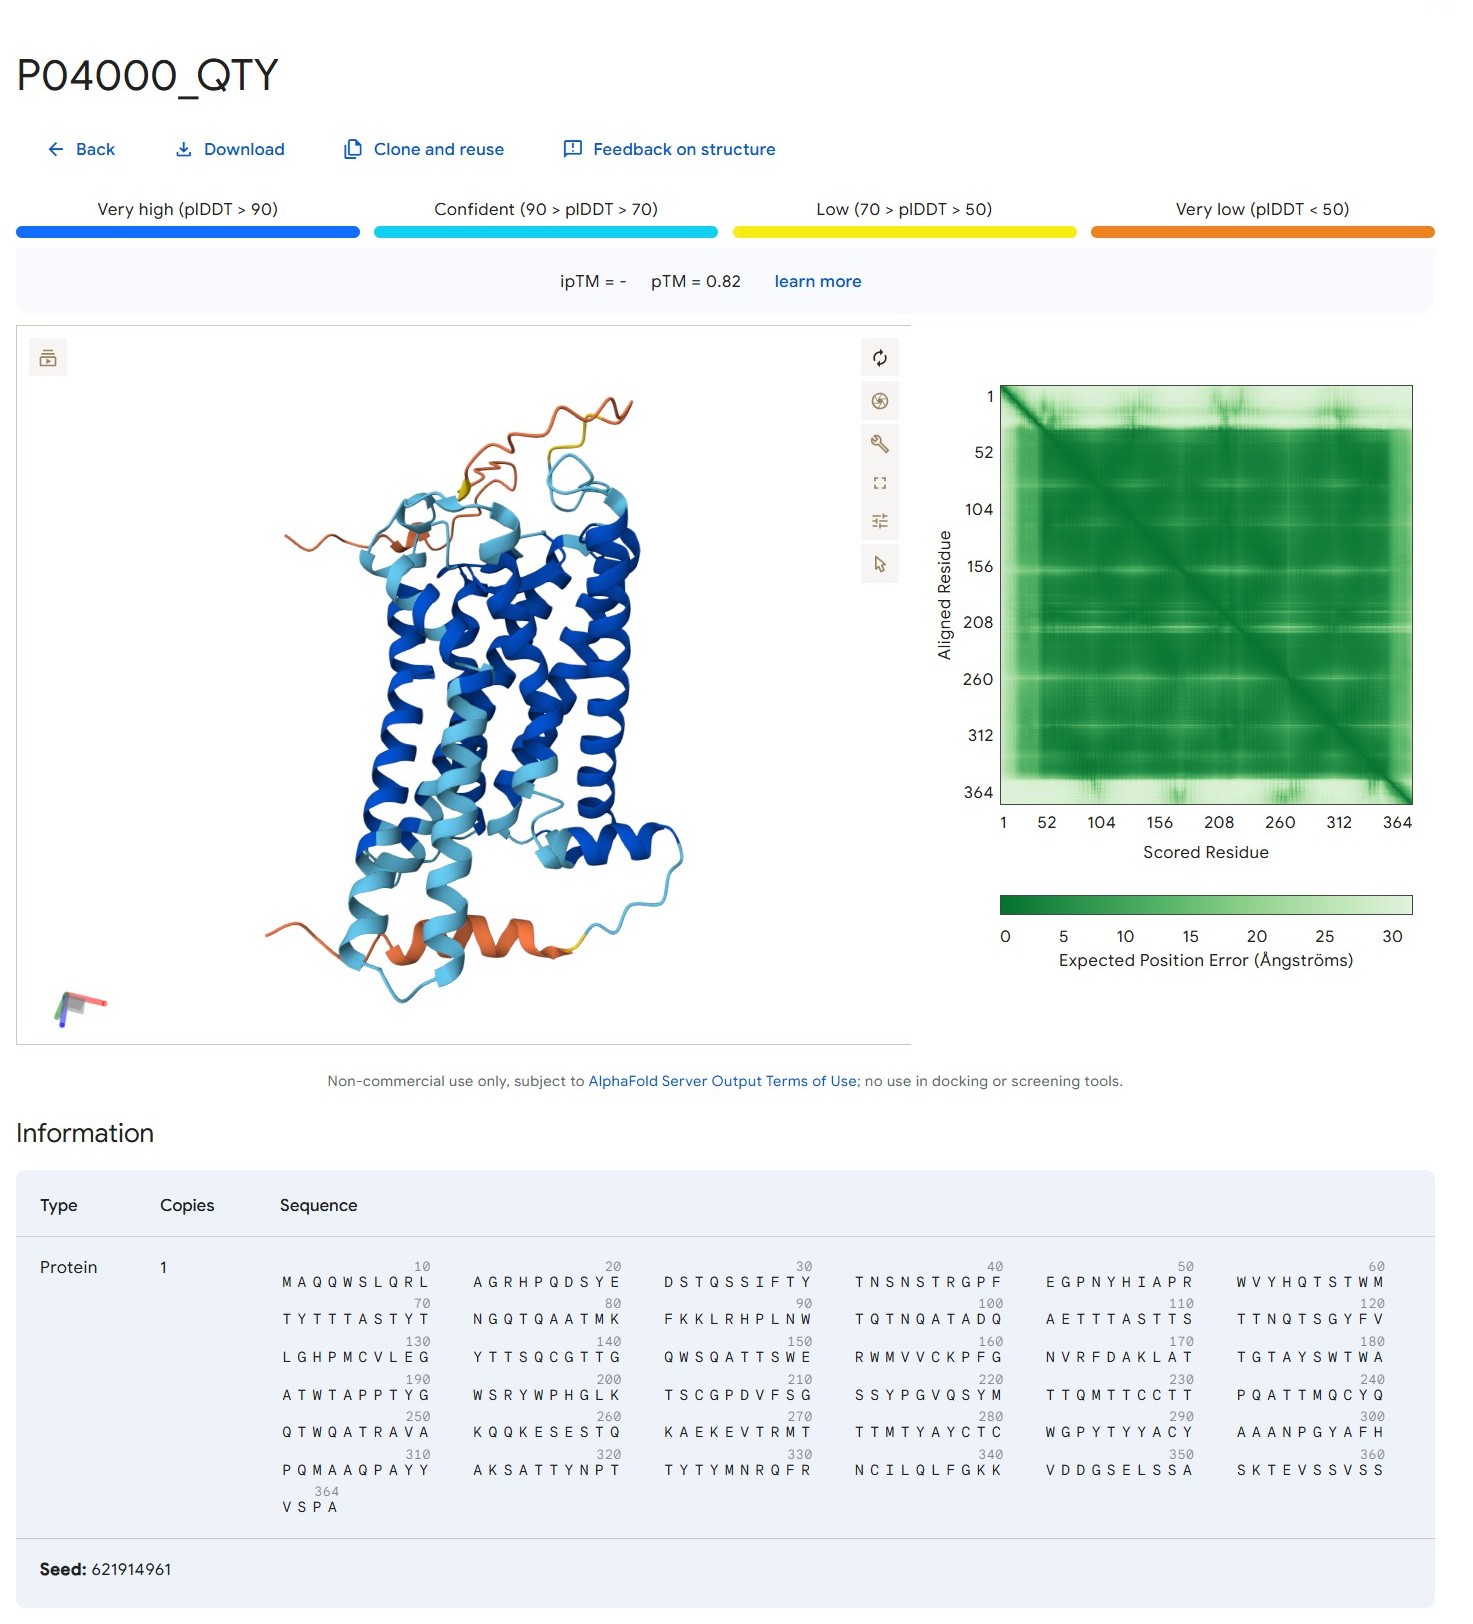 P04000_QTY
Back Download Clone and reuse Feedback on structure
Very high (plDDT > 90) Confident (90 > plDDT > 70) Low (70 > plDDT > 50) Very low (plDDT < 50)
ipTM = - pTM = 0.82 learn more
Aligned Residue
1
52
104
156
208
260
312
364
1 52 104 156 208 260 312 364
Scored Residue
0 5 10 15 20 25 30
Expected Position Error (Ångströms)
Non-commercial use only, subject to AlphaFold Server Output Terms of Use; no use in docking or screening tools.
Information
Type Copies Sequence
Protein 1
10 20 30 40 50 60
MAQQWSLQRL AGRHPQDSYE DSTQSSIFTY TNSNSTRGPF EGPNYHIAPR WVYHQTSTWM
70 80 90 100 110 120
TYTTTASTYT NGQTQAATMK FKKLRHPLNW TQTNQATADQ AETTTASTTS TTNQTSGYFV
130 140 150 160 170 180
LGHPMCVLEG YTTSQCGTTG QWSQATTSWE RWMVVCKPFG NVRFDAKLAT TGTAYSWTWA
190 200 210 220 230 240
ATWTAPPTYG WSRYWPHGLK TSCGPDVFSG SSYPGVQSYM TTQMTTCCTT PQATTMQCYQ
250 260 270 280 290 300
QTWQATRAVA KQQKESESTQ KAEKEVTRMT TTMTYAYCTC WGPYTYYACY AAANPGYAFH
310 320 330 340 350 360
PQMAAQPAYY AKSATTYNPT TYTYMNRQFR NCILQLFGKK VDDGSELSSA SKTEVSSVSS
364
VSPA
Seed: 621914961